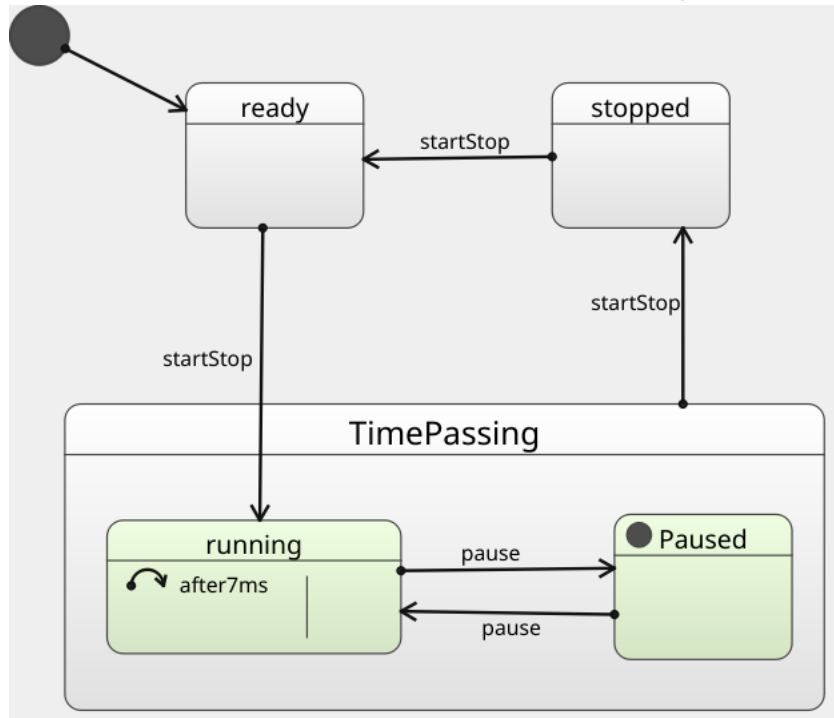 ready
stopped
startStop
startStop
startStop
TimePassing
running
Paused
pause
after7ms
pause